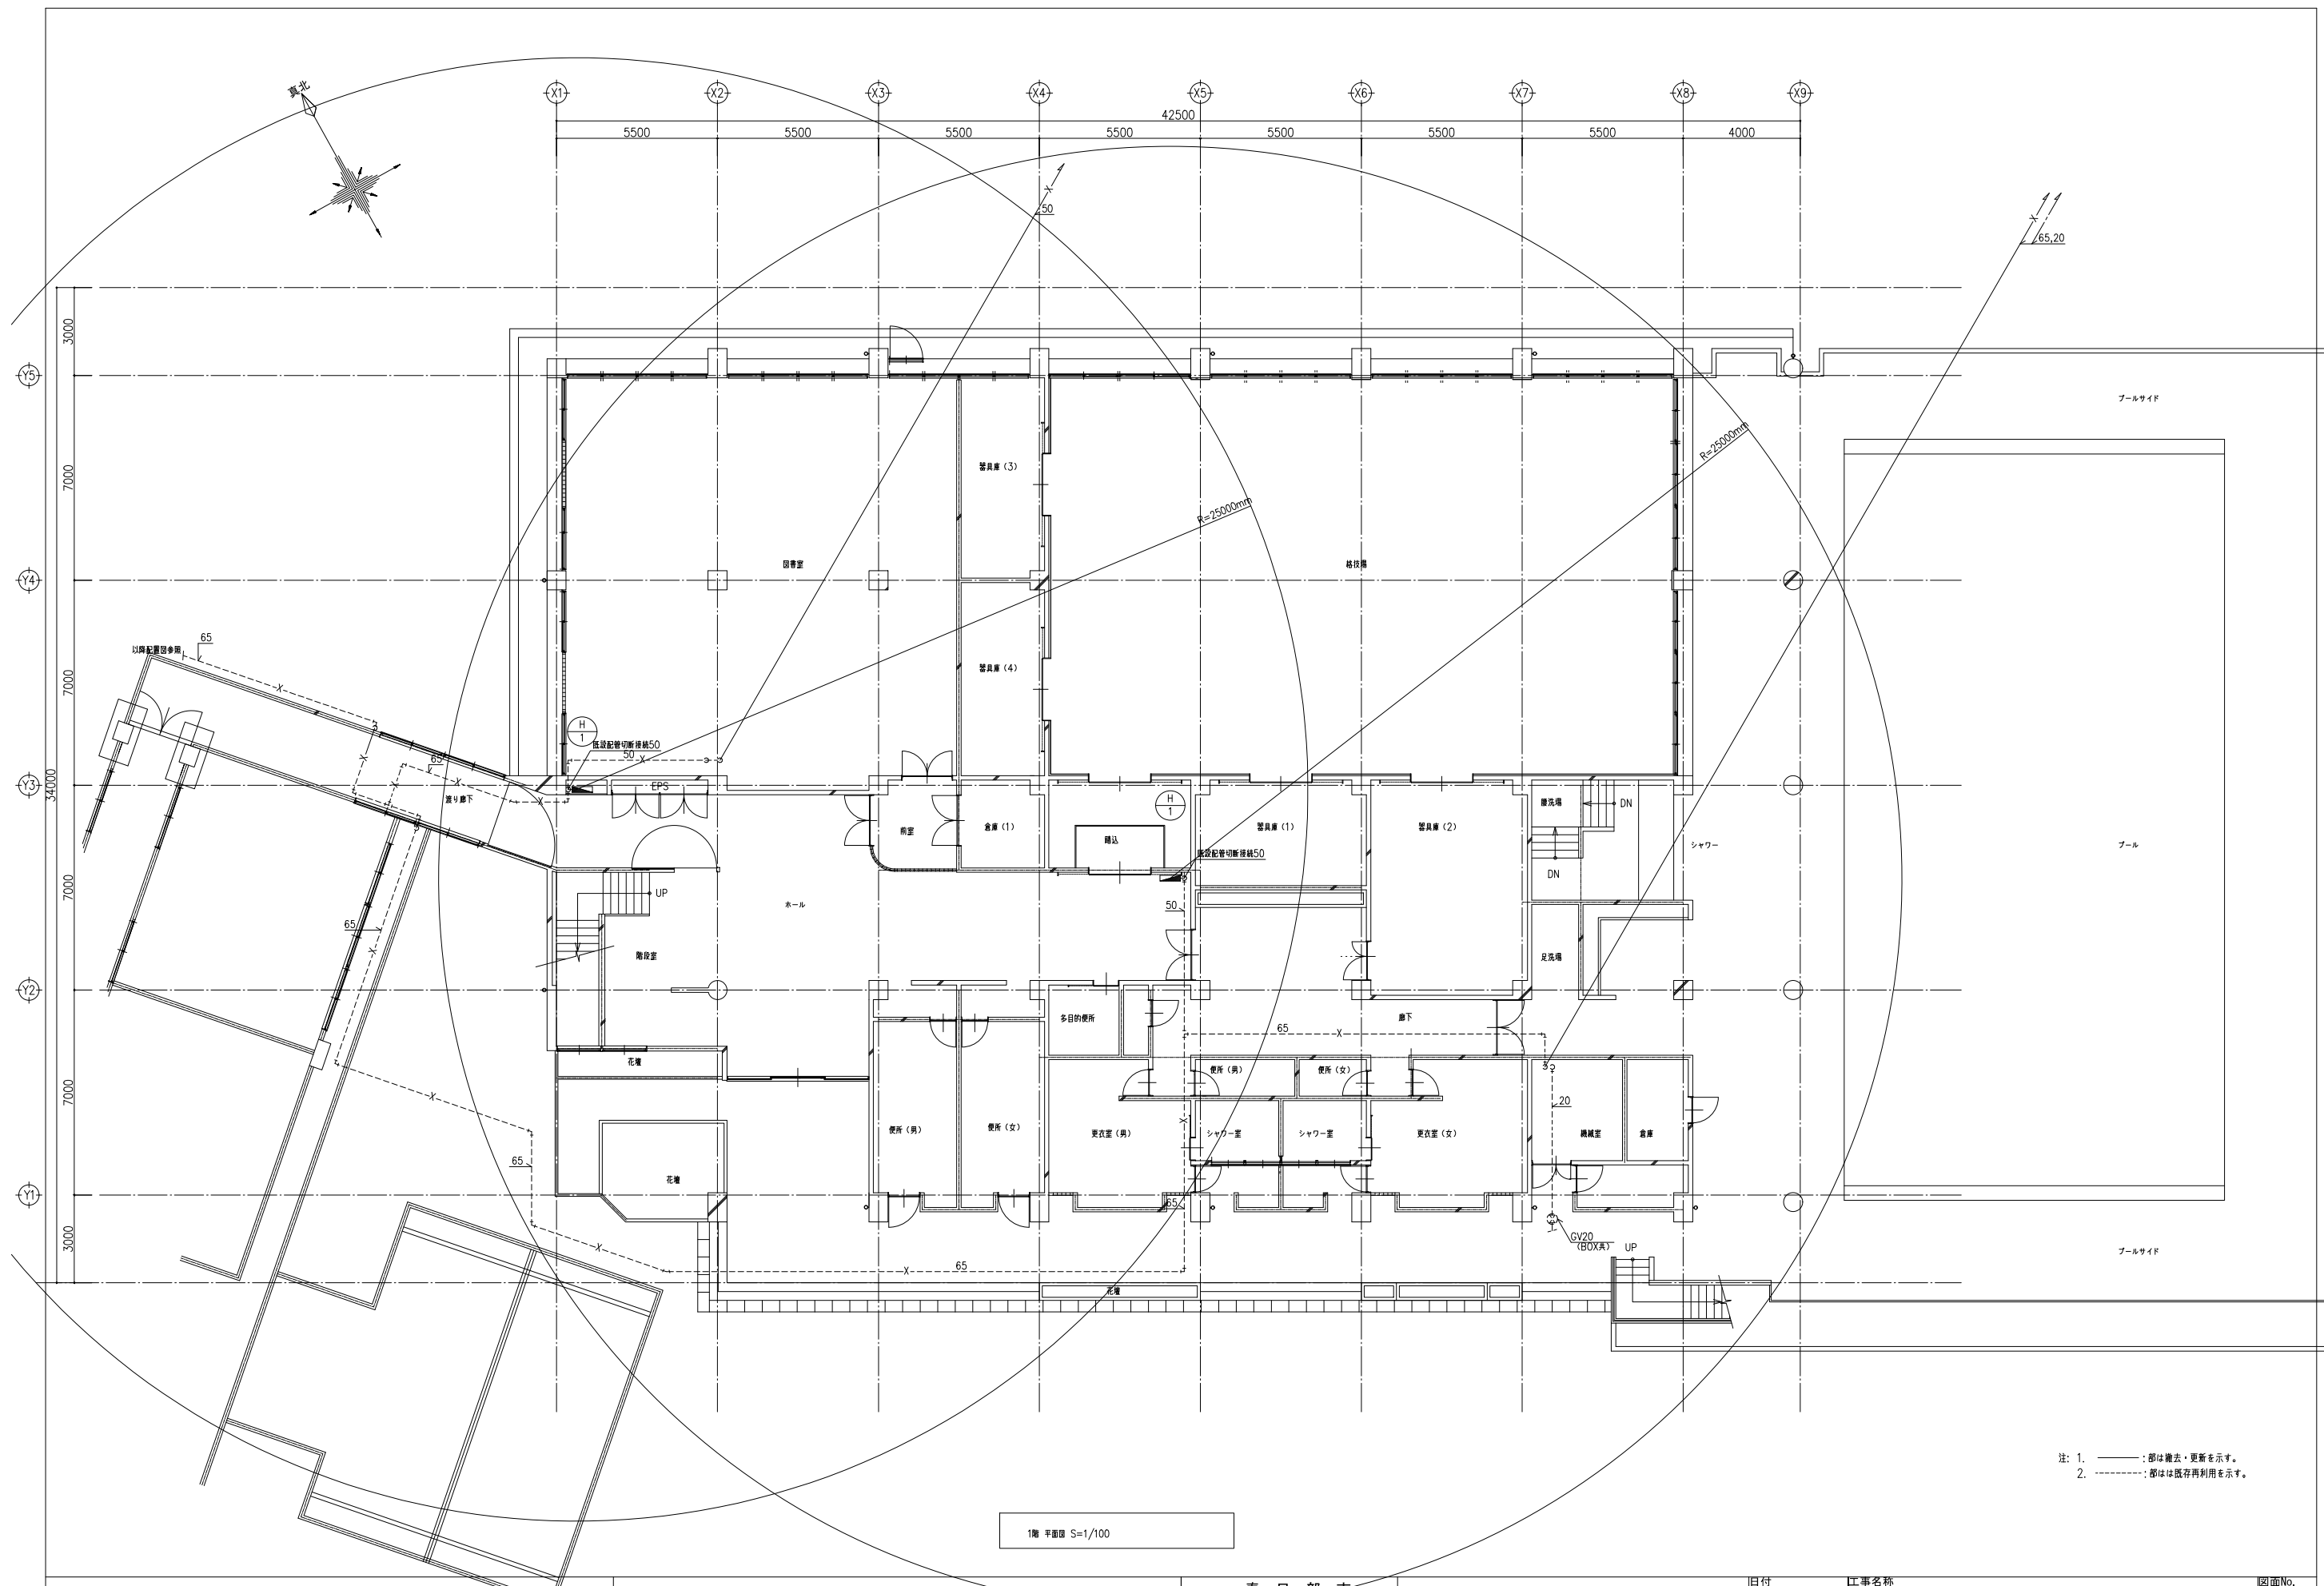 真北
X1 X2 X3 X4 X5 X6 X7 X8 X9
42500
5500 5500 5500 5500 5500 5500 5500 4000
X
50
X
65,20
3000
Y5
プールサイド
R=25000mm
7000
器具庫(3)
R=25000mm
図書室
格技場
Y4
65
以降配置図参照
X
7000
器具庫(4)
H
1
既設配管切断接続50
50 X
65
X
X
X
X
Y3
34000
EPS
渡り廊下
H
1
腰洗場
DN
前室
倉庫(1)
踏込
器具庫(1)
器具庫(2)
シャワー
プール
既設配管切断接続50
DN
7000
UP
ホール
50
65
X
階段室
足洗場
Y2
多目的便所
廊下
65
X
花壇
便所(男)
便所(女)
7000
X
20
便所(男)
便所(女)
更衣室(男)
X
シャワー室
シャワー室
更衣室(女)
機械室
倉庫
65
花壇
Y1
65
3000
X
GV20
(BOX共)
UP
プールサイド
X
65
花壇
注: 1. :部は撤去・更新を示す。
2. :部はは既存再利用を示す。
1階 平面図 S=1/100
日付
工事名称
図面No.